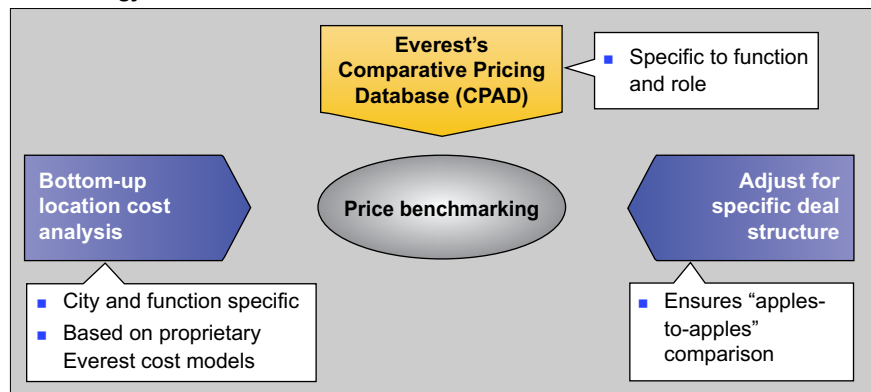 Everest's
Comparative Pricing
Database (CPAD)
Specific to function
and role
Bottom-up
location cost
analysis
Price benchmarking
Adjust for
specific deal
structure
City and function specific
Based on proprietary
Everest cost models
Ensures “apples-
to-apples”
comparison